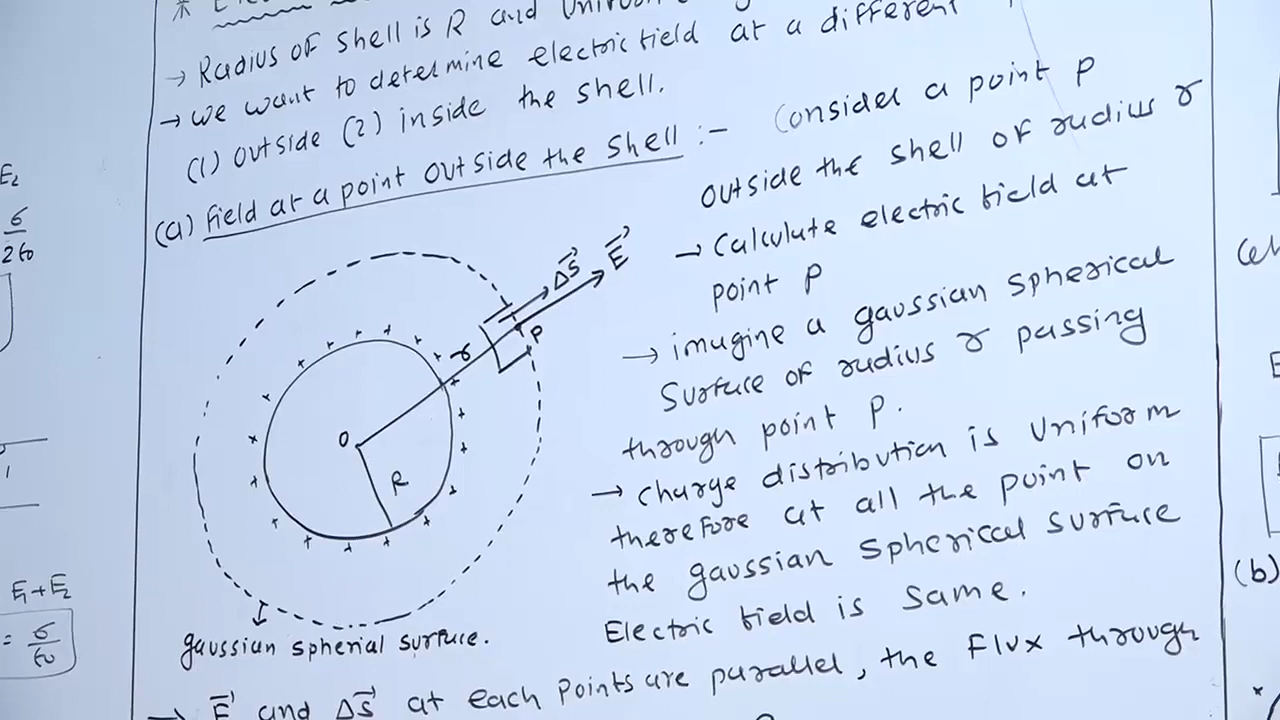 → Radius of shell is R and
→ we want to determine electric field at a different
(1) outside (2) inside the shell.
(a) Field at a point outside the shell :- Consider a point P
outside the shell of radius r
→ Calculate electric field at
point P
→ imagine a gaussian spherical
Surface of radius r passing
through point P.
→ charge distribution is Uniform
therefore at all the point on
the gaussian spherical surface
Electric field is same.
ΔS⃗ E⃗
r P
O
R
gaussian spherial surface.
→ E⃗ and ΔS⃗ at each points are parallel, the Flux through
E₂
σ
2ε₀
E₁+E₂
= σ
ε₀
(b)